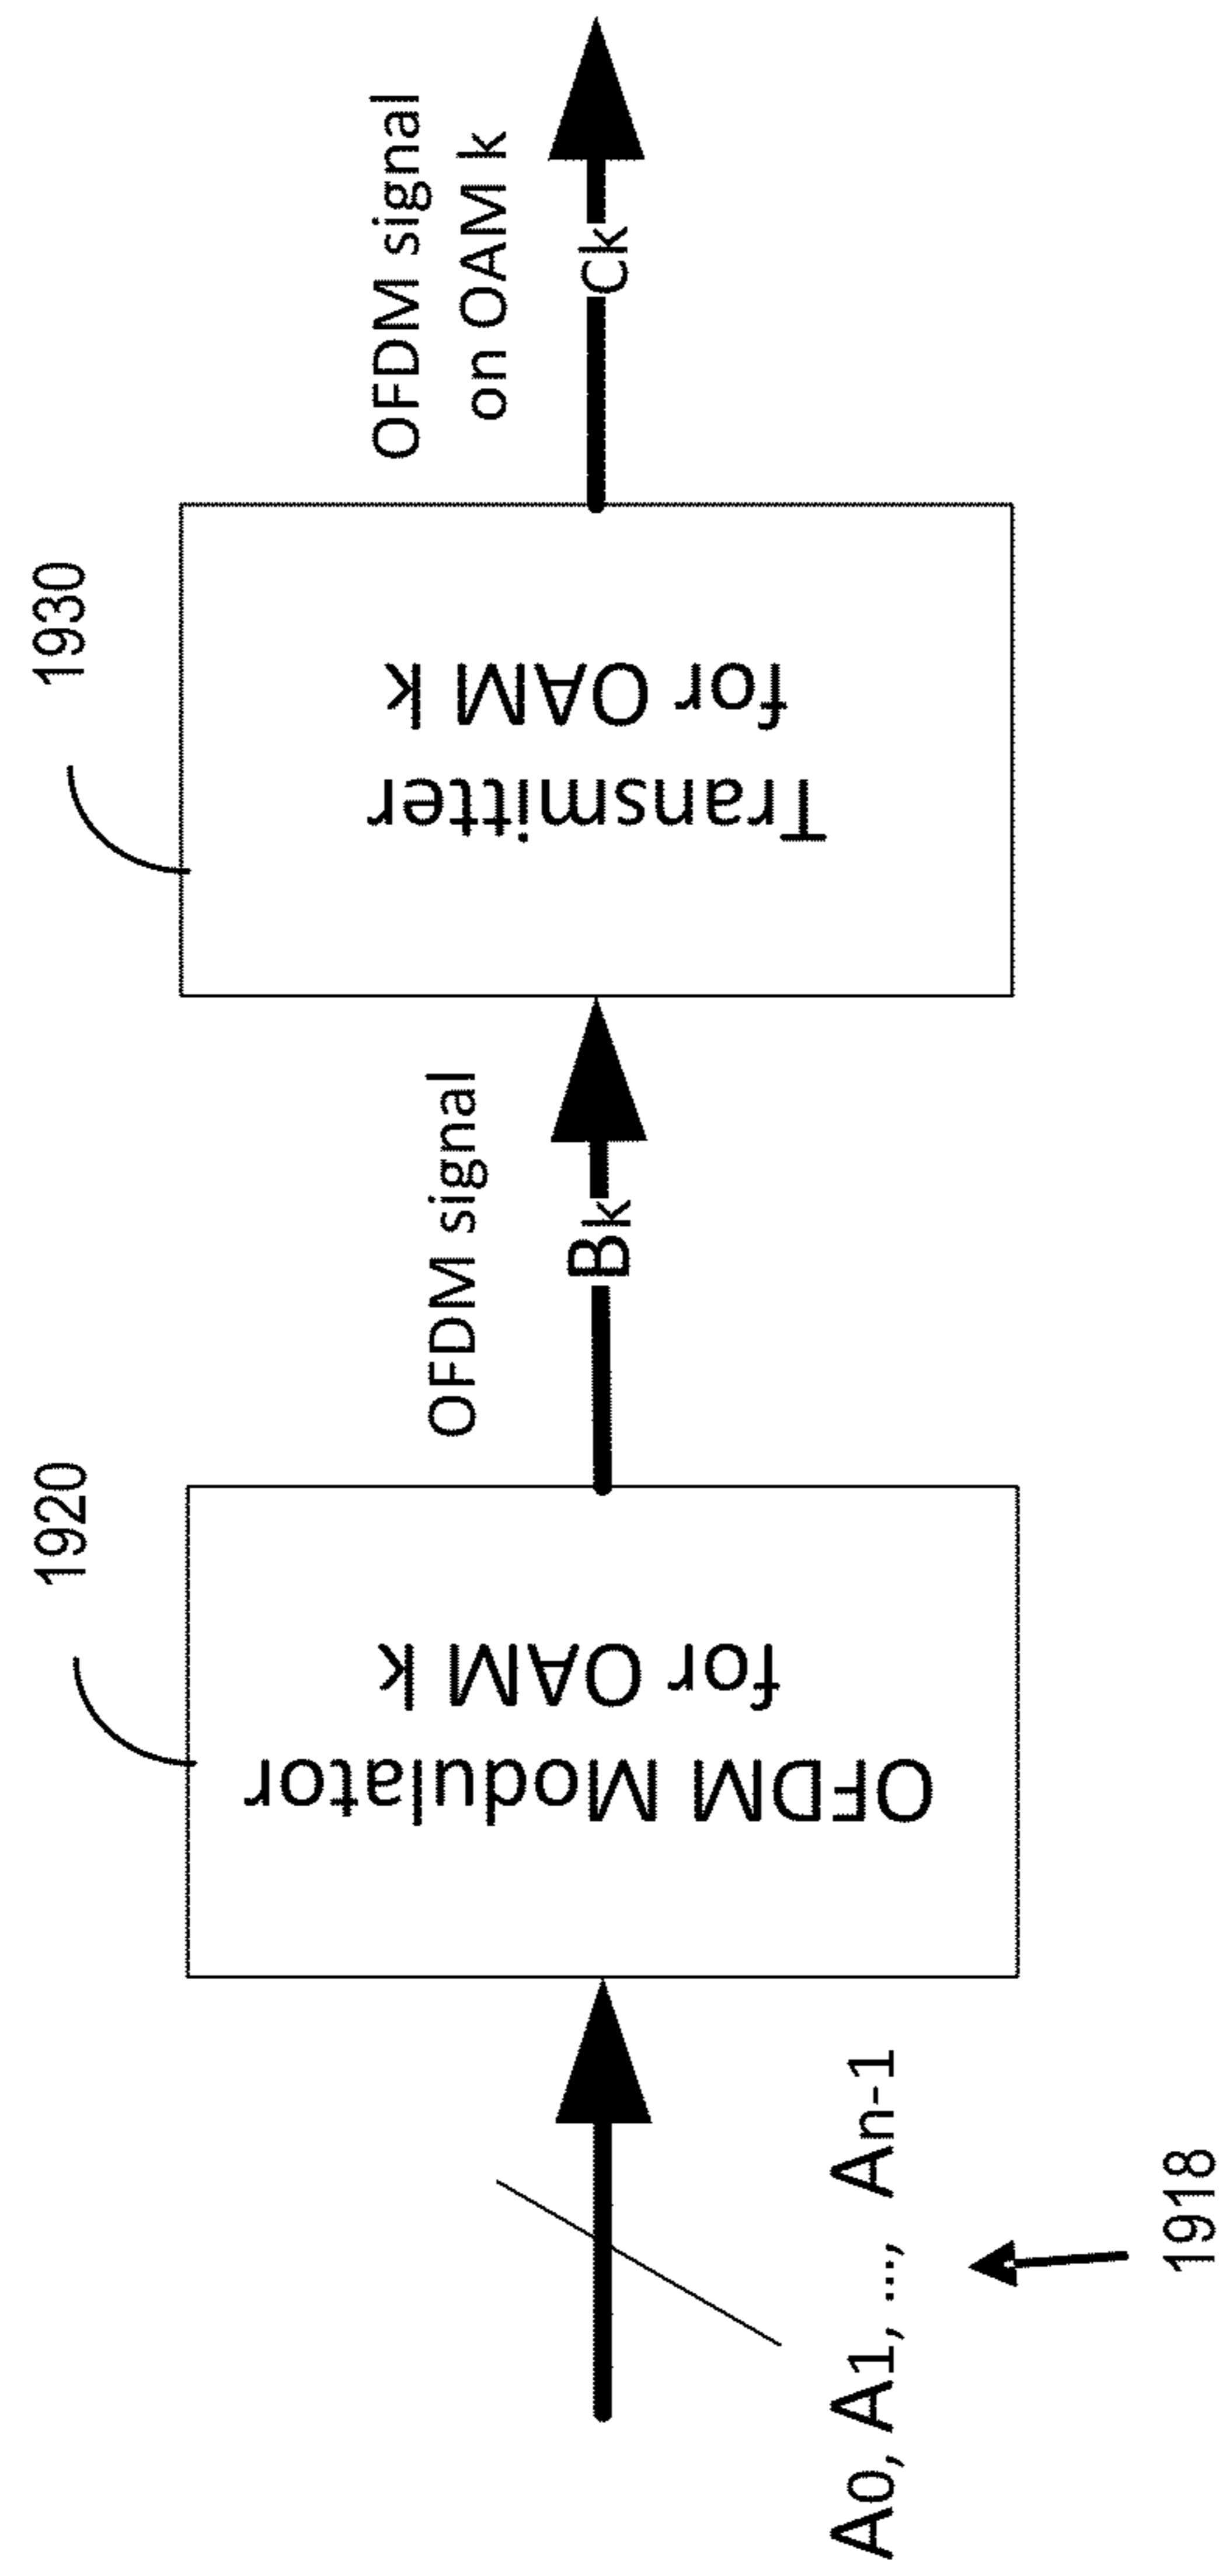 A0, A1, ..., An-1
1918
OFDM Modulator
for OAM k
1920
OFDM signal
Bk
Transmitter
for OAM k
1930
OFDM signal
on OAM k
Ck